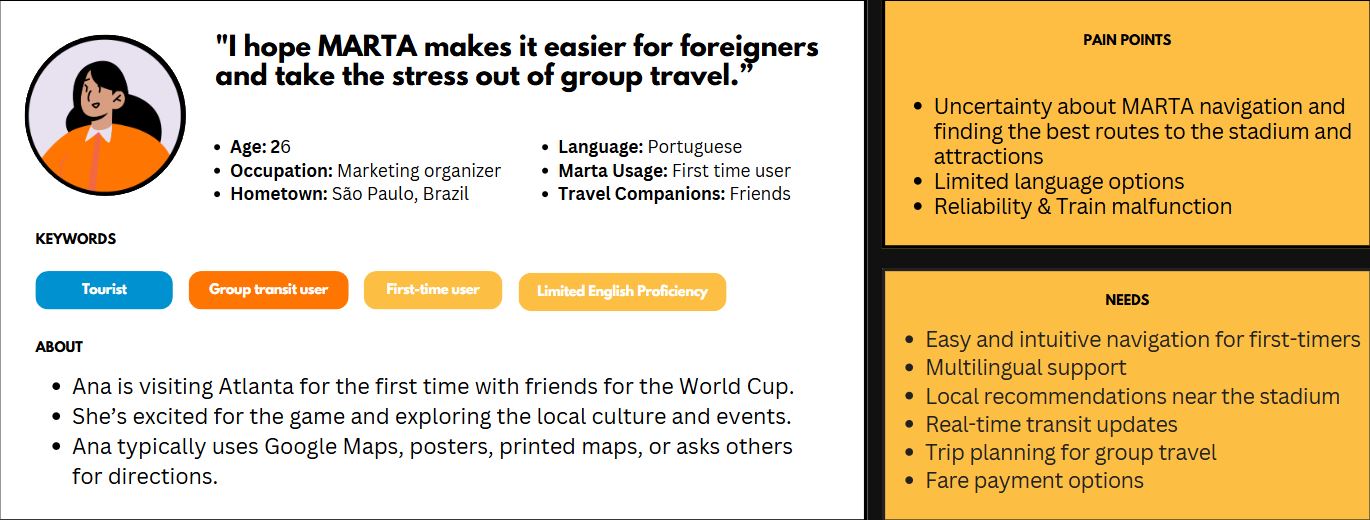 "I hope MARTA makes it easier for foreigners
and take the stress out of group travel.”
• Age: 26
• Occupation: Marketing organizer
• Hometown: São Paulo, Brazil
• Language: Portuguese
• Marta Usage: First time user
• Travel Companions: Friends
KEYWORDS
Tourist
Group transit user
First-time user
Limited English Proficiency
ABOUT
• Ana is visiting Atlanta for the first time with friends for the World Cup.
• She’s excited for the game and exploring the local culture and events.
• Ana typically uses Google Maps, posters, printed maps, or asks others
for directions.
PAIN POINTS
• Uncertainty about MARTA navigation and
finding the best routes to the stadium and
attractions
• Limited language options
• Reliability & Train malfunction
NEEDS
• Easy and intuitive navigation for first-timers
• Multilingual support
• Local recommendations near the stadium
• Real-time transit updates
• Trip planning for group travel
• Fare payment options